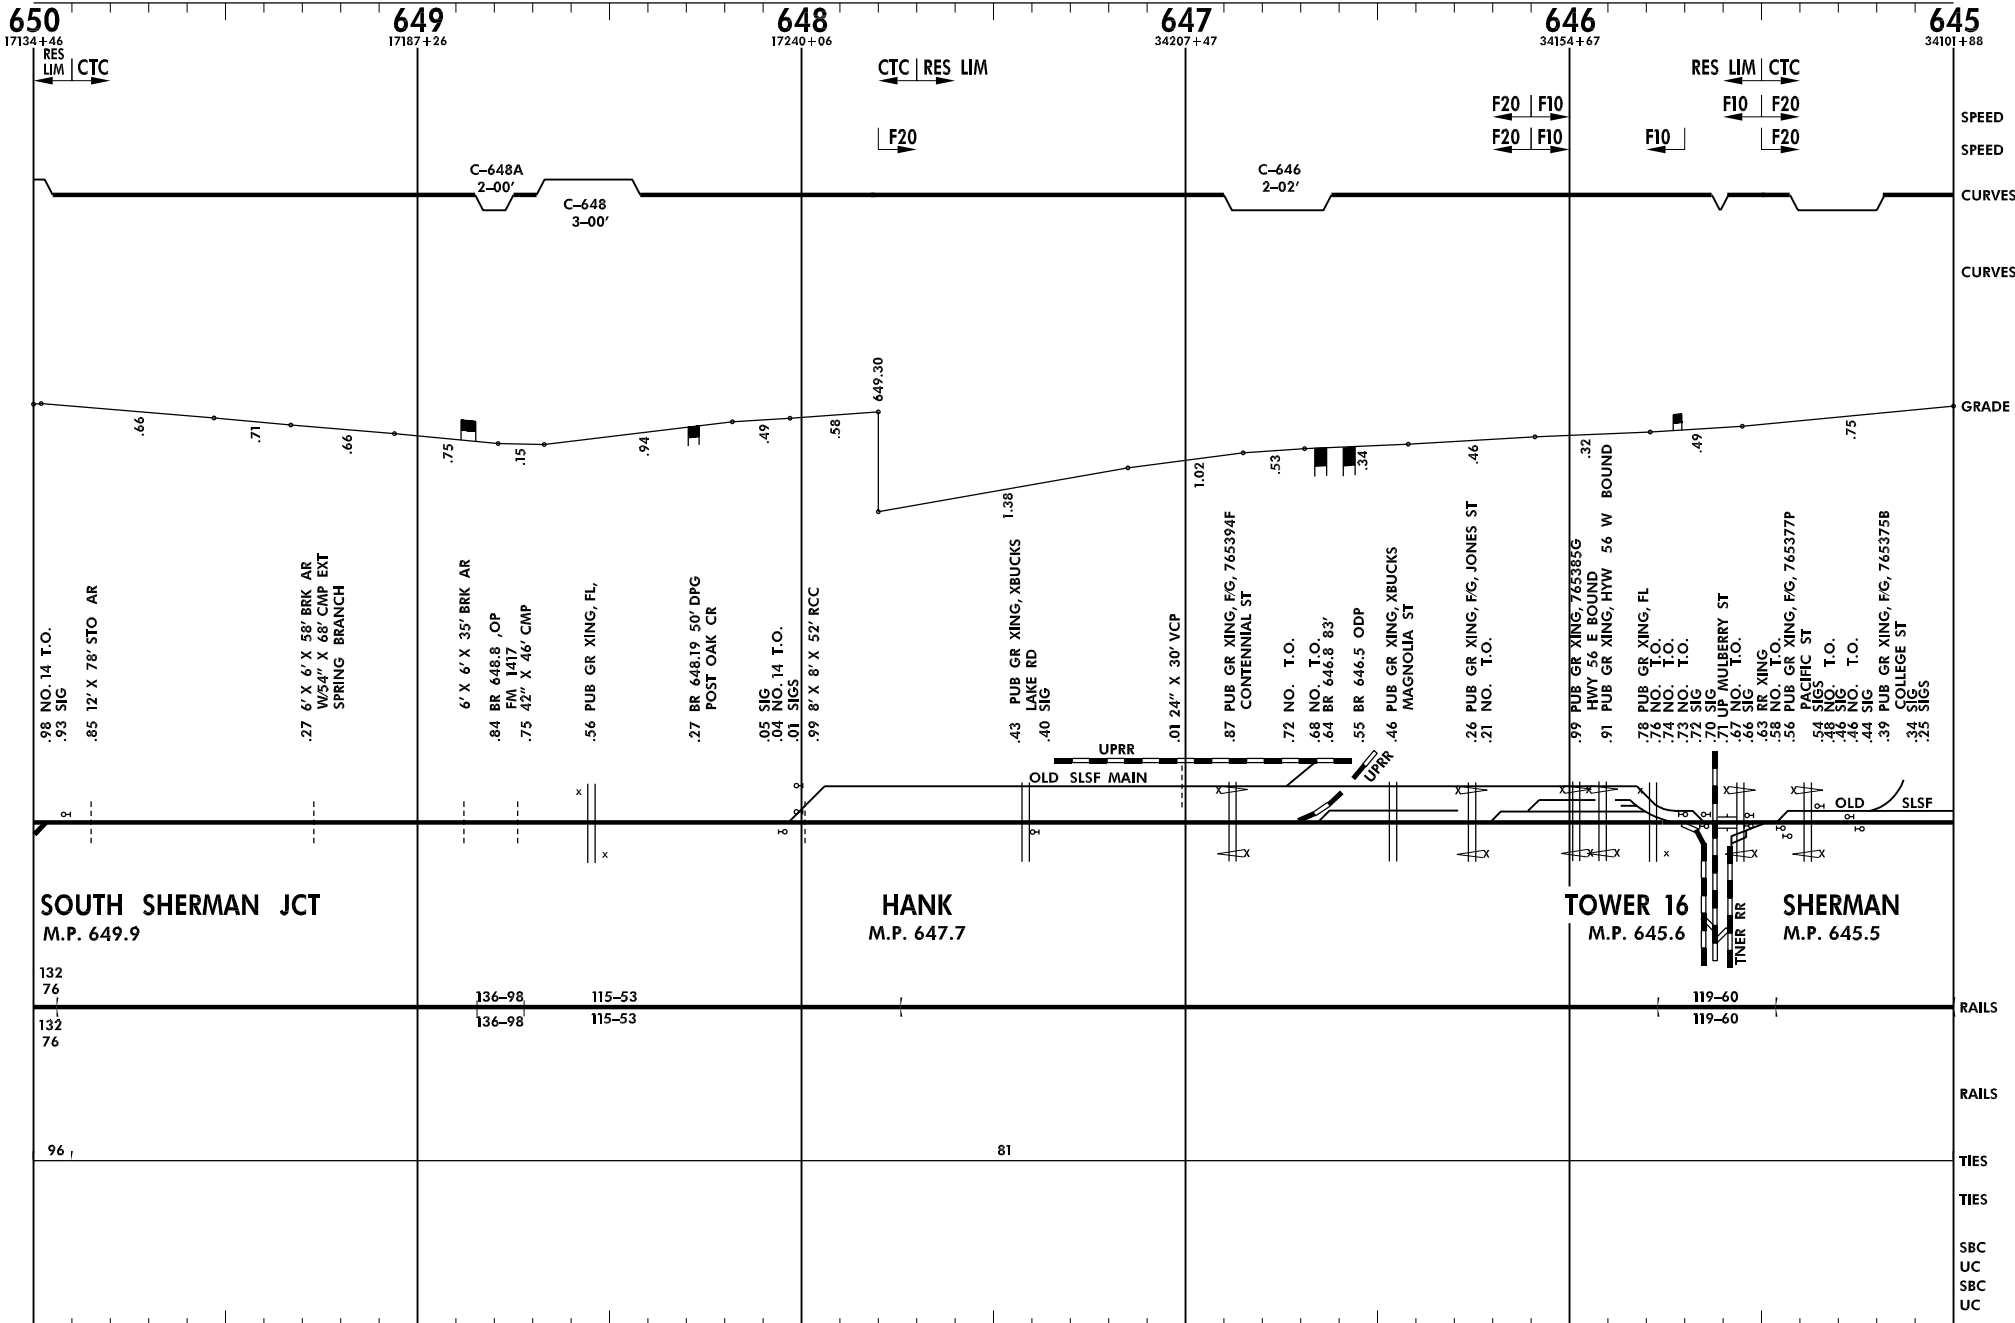 650 649 648 647 646 645
17134+46 17187+26 17240+06 34207+47 34154+67 34101+88
RES
LIM CTC
CTC RES LIM
RES LIM CTC
F20 F10
F10 F20
SPEED
F20
F20 F10
F10
F20
SPEED
C-648A
2-00'
C-648
3-00'
C-646
2-02'
CURVES
CURVES
649.30
GRADE
.66
.71
.66
.75
.15
.94
.49
.58
1.38
1.02
.53
.34
.46
.32
.49
.75
.98 NO. 14 T.O.
.93 SIG
.85 12' X 78' STO AR
.27 6' X 6' X 58' BRK AR
W54" X 68' CMP EXT
SPRING BRANCH
6' X 6' X 35' BRK AR
.84 BR 648.8 ,OP
FM 1417
.75 42" X 46' CMP
.56 PUB GR XING, FL,
.27 BR 648.19 50' DPG
POST OAK CR
.05 SIG
.04 NO. 14 T.O.
.01 SIGS
.99 8' X 8' X 52' RCC
.43 PUB GR XING, XBUCKS
LAKE RD
.40 SIG
.01 24" X 30' VCP
.87 PUB GR XING, F/G, 765394F
CONTENNIAL ST
.72 NO. T.O.
.68 NO. T.O.
.64 BR 646.8 83'
.55 BR 646.5 ODP
.46 PUB GR XING, XBUCKS
MAGNOLIA ST
.26 PUB GR XING, F/G, JONES ST
.21 NO. T.O.
.99 PUB GR XING, 765385G
HWY 56 E BOUND
.91 PUB GR XING, HYW 56 W BOUND
.78 PUB GR XING, FL
.76 NO. T.O.
.74 NO. T.O.
.73 NO. T.O.
.72 SIG
.70 SIG
.71 UP MULBERRY ST
.67 NO. T.O.
.66 SIG
.63 RR XING
.58 NO. T.O.
.56 PUB GR XING, F/G, 765377P
PACIFIC ST
.54 SIGS
.48 NO. T.O.
.46 SIG
.46 NO. T.O.
.44 SIG
.39 PUB GR XING, F/G, 765375B
COLLEGE ST
.34 SIG
.25 SIGS
UPRR
OLD SLSF MAIN
UPRR
OLD SLSF
SOUTH SHERMAN JCT
M.P. 649.9
HANK
M.P. 647.7
TOWER 16
M.P. 645.6
TNER RR
SHERMAN
M.P. 645.5
132
76
136-98 115-53 119-60
RAILS
132
76
136-98 115-53 119-60
RAILS
96 81
TIES
TIES
SBC
UC
SBC
UC